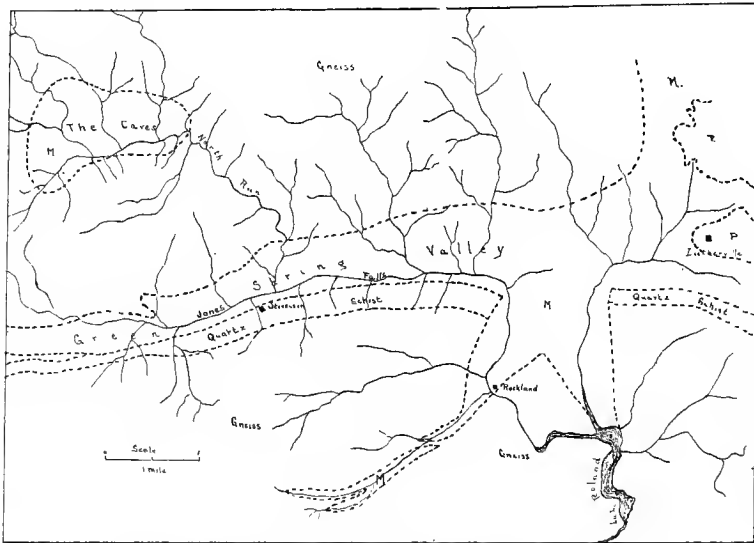 Gneiss
M.
The Caves
M
P.
North Run
Valley
P
Lutherville
Green Spring
Jones Falls
Stevenson
Schist
Quartz
M
Quartz Schist
Rockland
Gneiss
Gneiss
Scale
1 mile
M
Roland